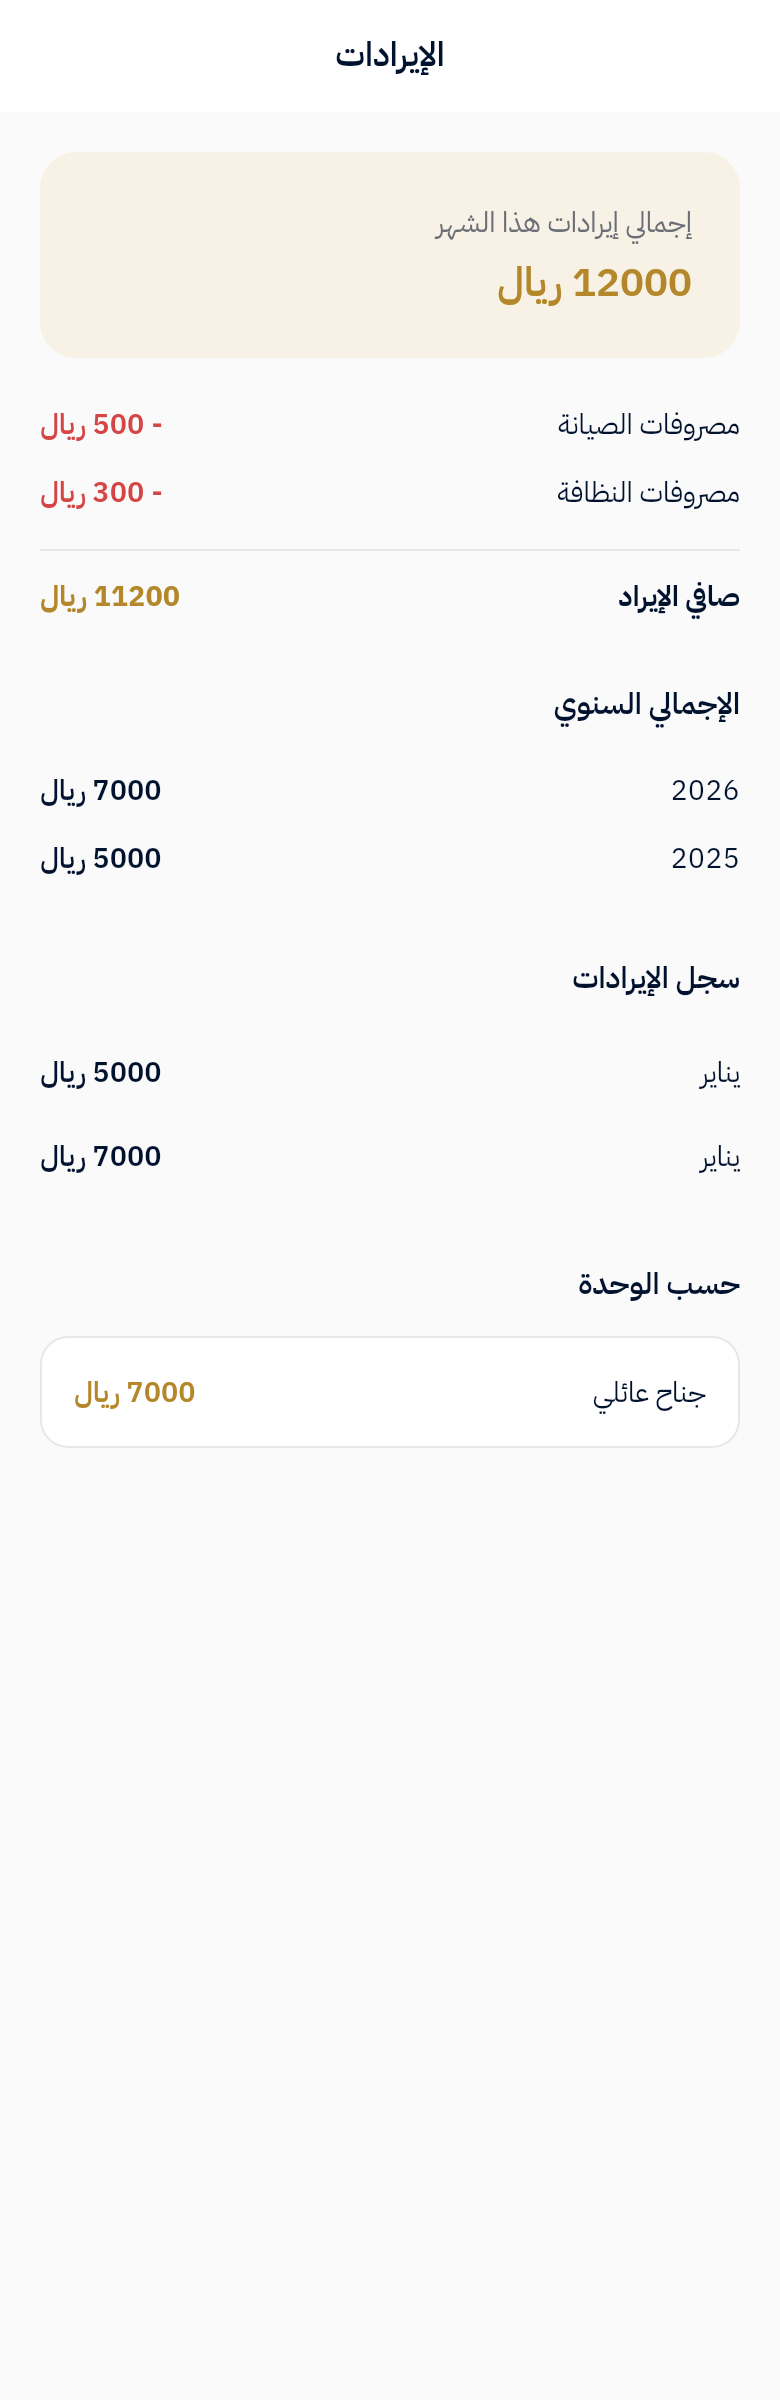 الإيرادات
إجمالي إيرادات هذا الشهر
12000 ريال
مصروفات الصيانة - 500 ريال
مصروفات النظافة - 300 ريال
صافي الإيراد 11200 ريال
الإجمالي السنوي
2026 7000 ريال
2025 5000 ريال
سجل الإيرادات
يناير 5000 ريال
يناير 7000 ريال
حسب الوحدة
جناح عائلي 7000 ريال